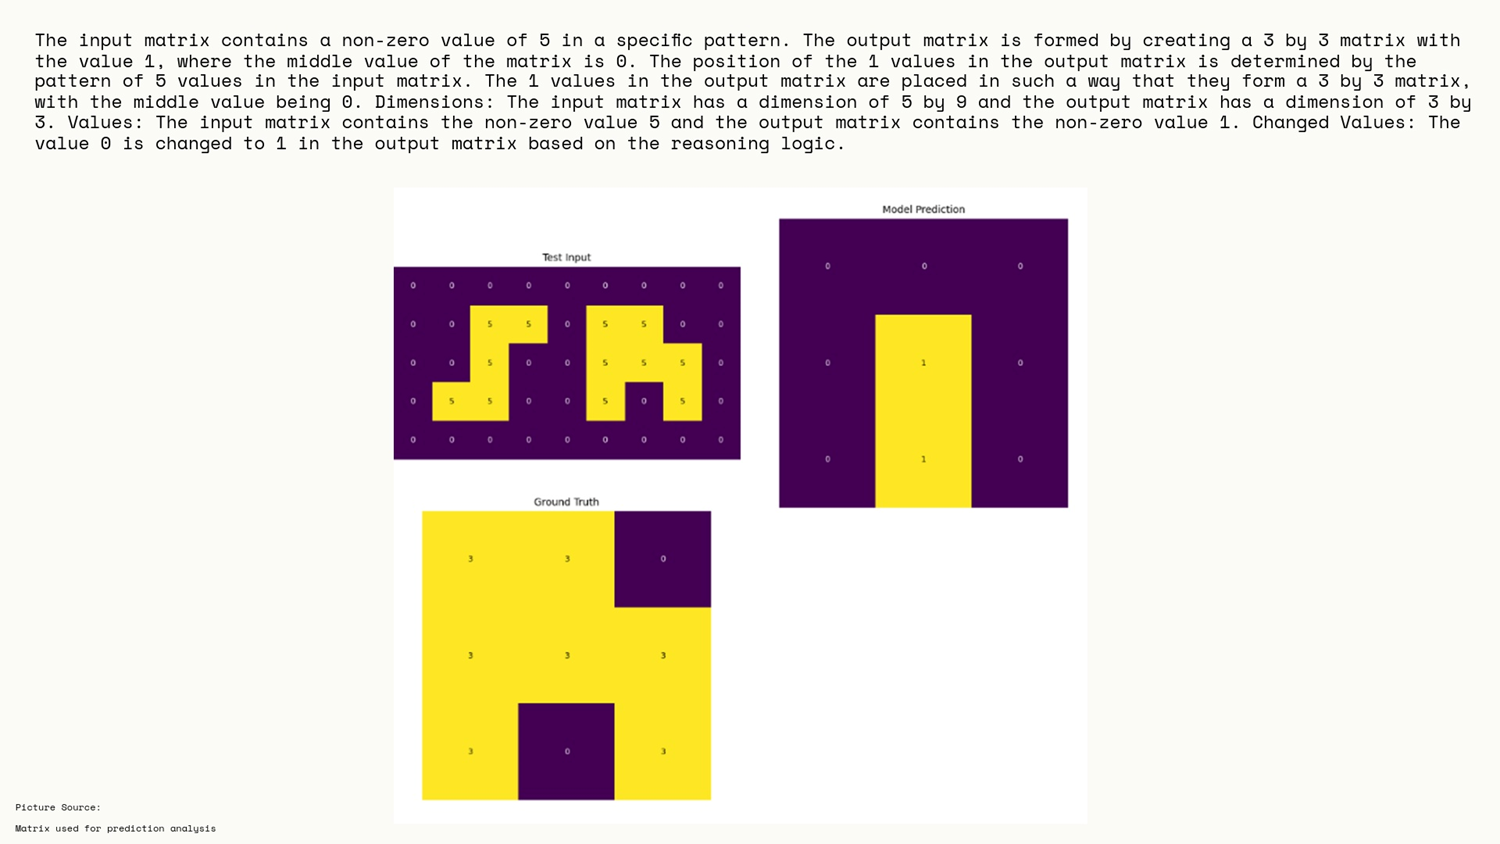 The input matrix contains a non-zero value of 5 in a specific pattern. The output matrix is formed by creating a 3 by 3 matrix with
the value 1, where the middle value of the matrix is 0. The position of the 1 values in the output matrix is determined by the
pattern of 5 values in the input matrix. The 1 values in the output matrix are placed in such a way that they form a 3 by 3 matrix,
with the middle value being 0. Dimensions: The input matrix has a dimension of 5 by 9 and the output matrix has a dimension of 3 by
3. Values: The input matrix contains the non-zero value 5 and the output matrix contains the non-zero value 1. Changed Values: The
value 0 is changed to 1 in the output matrix based on the reasoning logic.
Test Input
0 0 0 0 0 0 0 0 0
0 0 5 5 0 5 5 0 0
0 0 5 0 0 5 5 5 0
0 5 5 0 0 5 0 5 0
0 0 0 0 0 0 0 0 0
Model Prediction
0 0 0
0 1 0
0 1 0
Ground Truth
3 3 0
3 3 3
3 0 3
Picture Source:
Matrix used for prediction analysis